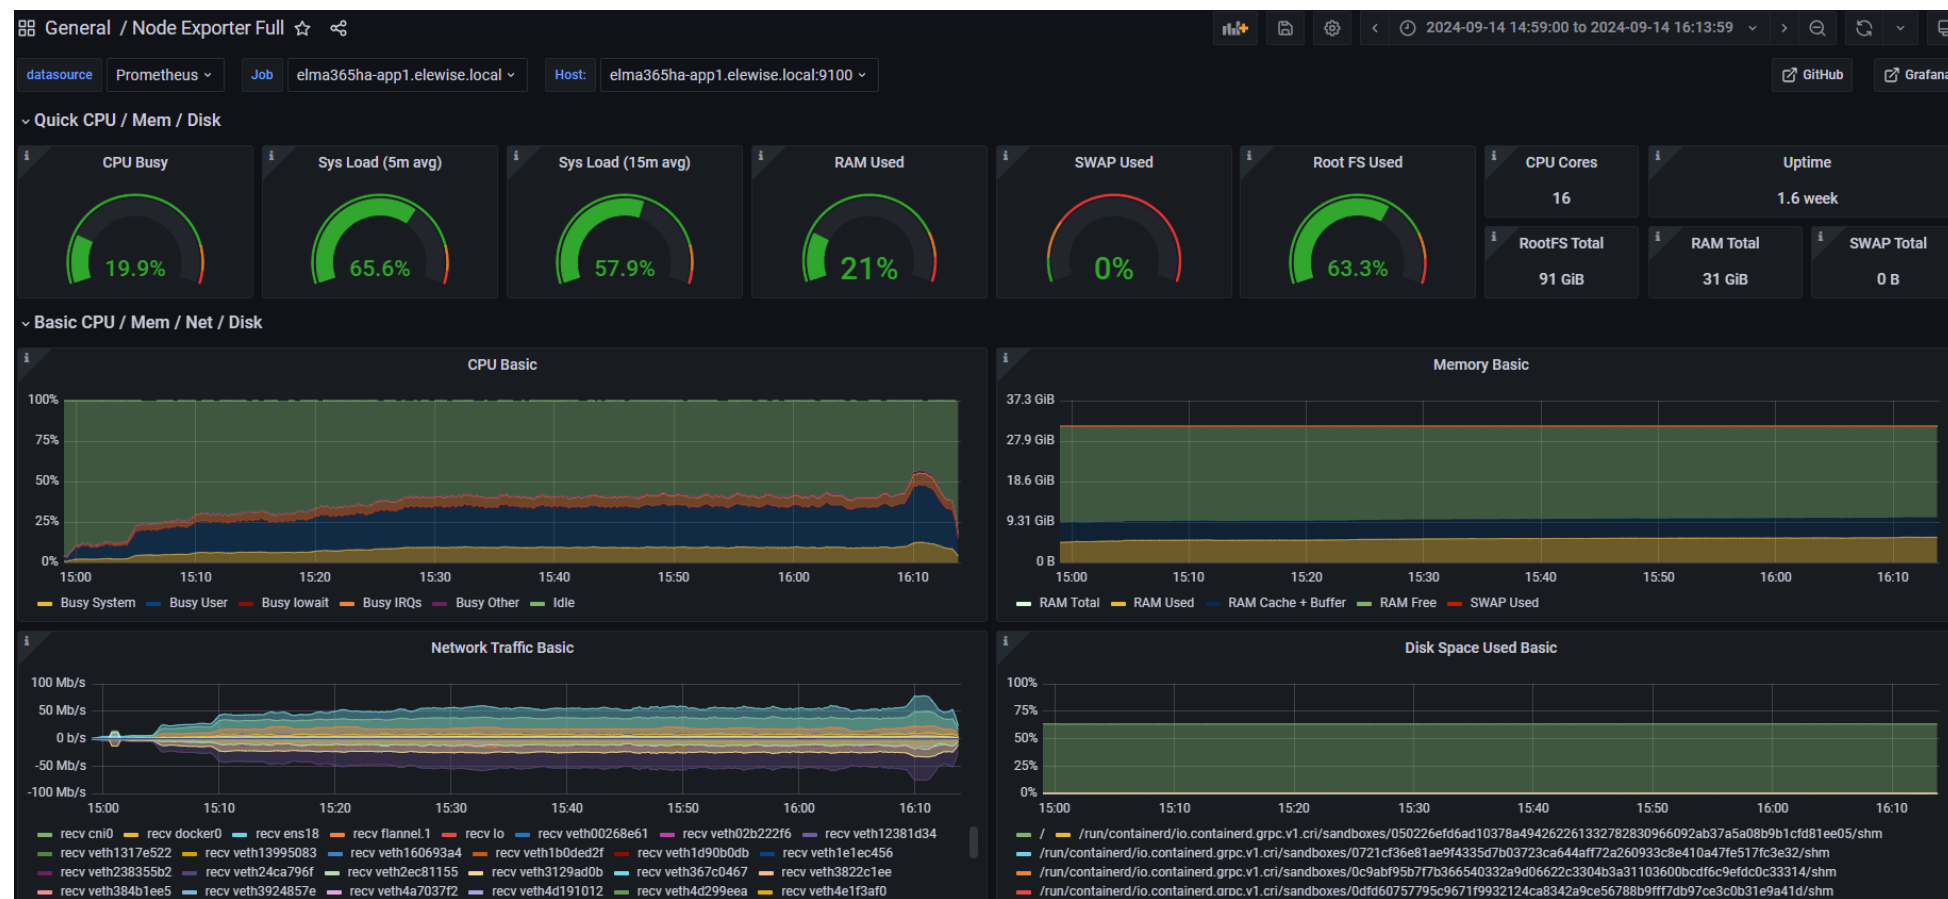 General / Node Exporter Full
2024-09-14 14:59:00 to 2024-09-14 16:13:59
datasource Prometheus Job elma365ha-app1.elewise.local Host: elma365ha-app1.elewise.local:9100 GitHub Grafana
Quick CPU / Mem / Disk
CPU Busy
19.9%
Sys Load (5m avg)
65.6%
Sys Load (15m avg)
57.9%
RAM Used
21%
SWAP Used
0%
Root FS Used
63.3%
CPU Cores
16
Uptime
1.6 week
RootFS Total
91 GiB
RAM Total
31 GiB
SWAP Total
0 B
Basic CPU / Mem / Net / Disk
CPU Basic
100%
75%
50%
25%
0%
15:00 15:10 15:20 15:30 15:40 15:50 16:00 16:10
Busy System Busy User Busy Iowait Busy IRQs Busy Other Idle
Memory Basic
37.3 GiB
27.9 GiB
18.6 GiB
9.31 GiB
0 B
15:00 15:10 15:20 15:30 15:40 15:50 16:00 16:10
RAM Total RAM Used RAM Cache + Buffer RAM Free SWAP Used
Network Traffic Basic
100 Mb/s
50 Mb/s
0 b/s
-50 Mb/s
-100 Mb/s
15:00 15:10 15:20 15:30 15:40 15:50 16:00 16:10
recv cni0 recv docker0 recv ens18 recv flannel.1 recv lo recv veth00268e61 recv veth02b222f6 recv veth12381d34
recv veth1317e522 recv veth13995083 recv veth160693a4 recv veth1b0ded2f recv veth1d90b0db recv veth1e1ec456
recv veth238355b2 recv veth24ca796f recv veth2ec81155 recv veth3129ad0b recv veth367c0467 recv veth3822c1ee
recv veth384b1ee5 recv veth3924857e recv veth4a7037f2 recv veth4d191012 recv veth4d299eea recv veth4e1f3af0
Disk Space Used Basic
100%
75%
50%
25%
0%
15:00 15:10 15:20 15:30 15:40 15:50 16:00 16:10
/ /run/containerd/io.containerd.grpc.v1.cri/sandboxes/050226efd6ad10378a4942622613327828309660​92ab37a5a08b9b1cfd81ee05/shm
/run/containerd/io.containerd.grpc.v1.cri/sandboxes/0721cf36e81ae9f4335d7b03723ca644aff72a260933c8e410a47fe517fc3e32/shm
/run/containerd/io.containerd.grpc.v1.cri/sandboxes/0c9abf95b7f7b366540332a9d06622c3304b3a31103600bcdf6c9efdc0c33314/shm
/run/containerd/io.containerd.grpc.v1.cri/sandboxes/0dfd60757795c9671f9932124ca8342a9ce56788b9fff7db97ce3c0b31e9a41d/shm